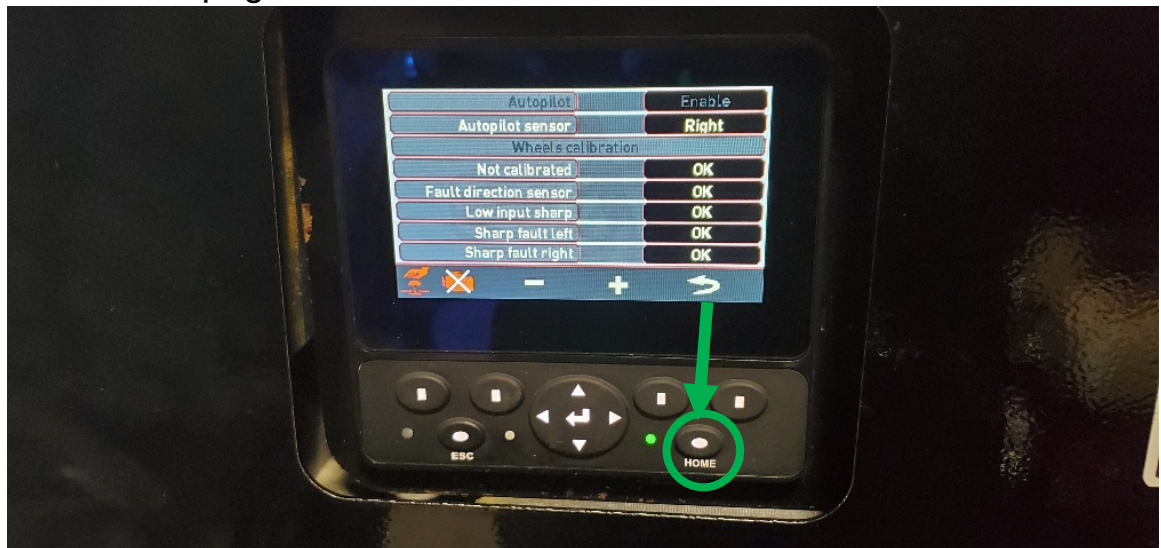 Autopilot Enable
Autopilot sensor Right
Wheels calibration
Not calibrated OK
Fault direction sensor OK
Low input sharp OK
Sharp fault left OK
Sharp fault right OK
ESC
HOME